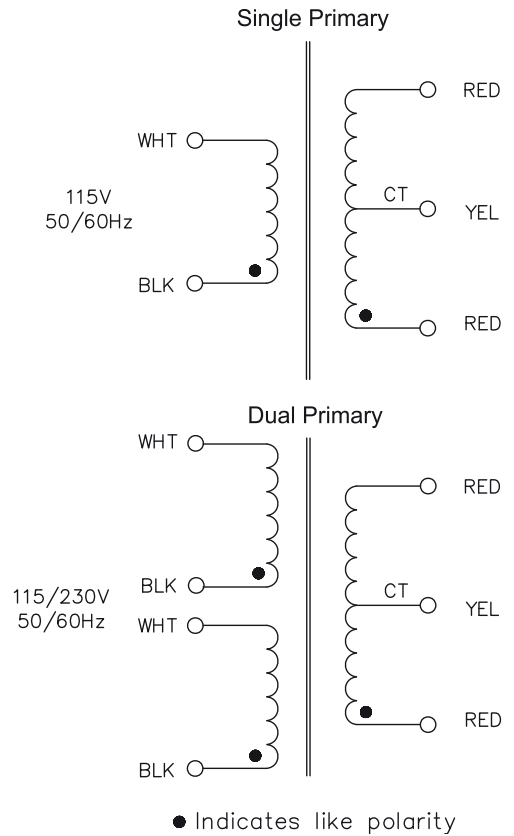 Single Primary
RED
WHT
115V
50/60Hz
CT
YEL
BLK
RED
Dual Primary
WHT
RED
BLK
115/230V
50/60Hz
CT
YEL
WHT
RED
BLK
Indicates like polarity